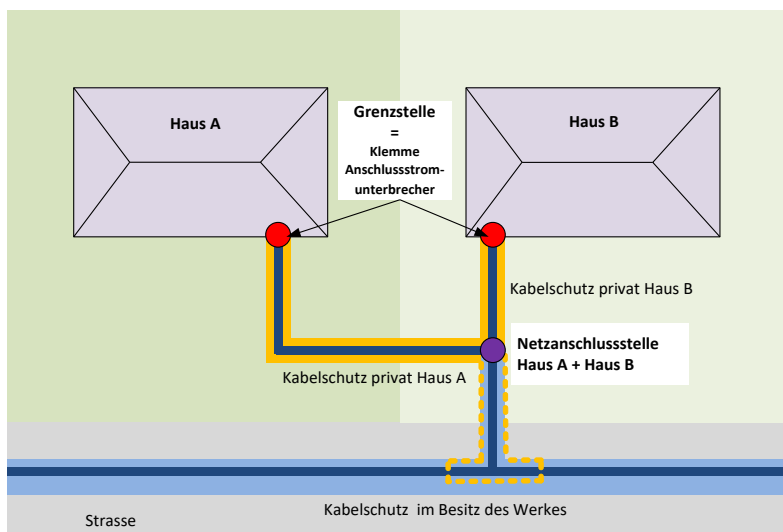 Haus A
Grenzstelle
=
Klemme
Anschlussstrom-
unterbrecher
Haus B
Kabelschutz privat Haus B
Netzanschlussstelle
Haus A + Haus B
Kabelschutz privat Haus A
Kabelschutz im Besitz des Werkes
Strasse